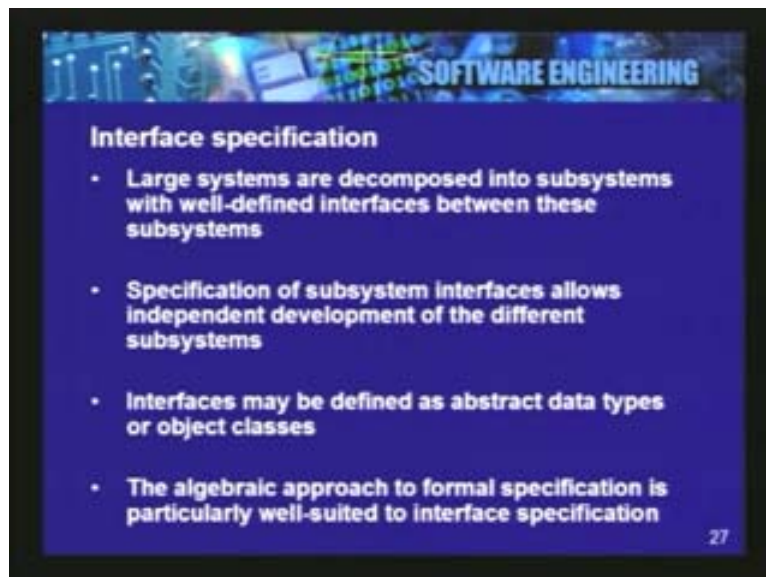 SOFTWARE ENGINEERING
Interface specification
• Large systems are decomposed into subsystems
with well-defined interfaces between these
subsystems
• Specification of subsystem interfaces allows
independent development of the different
subsystems
• Interfaces may be defined as abstract data types
or object classes
• The algebraic approach to formal specification is
particularly well-suited to interface specification
27